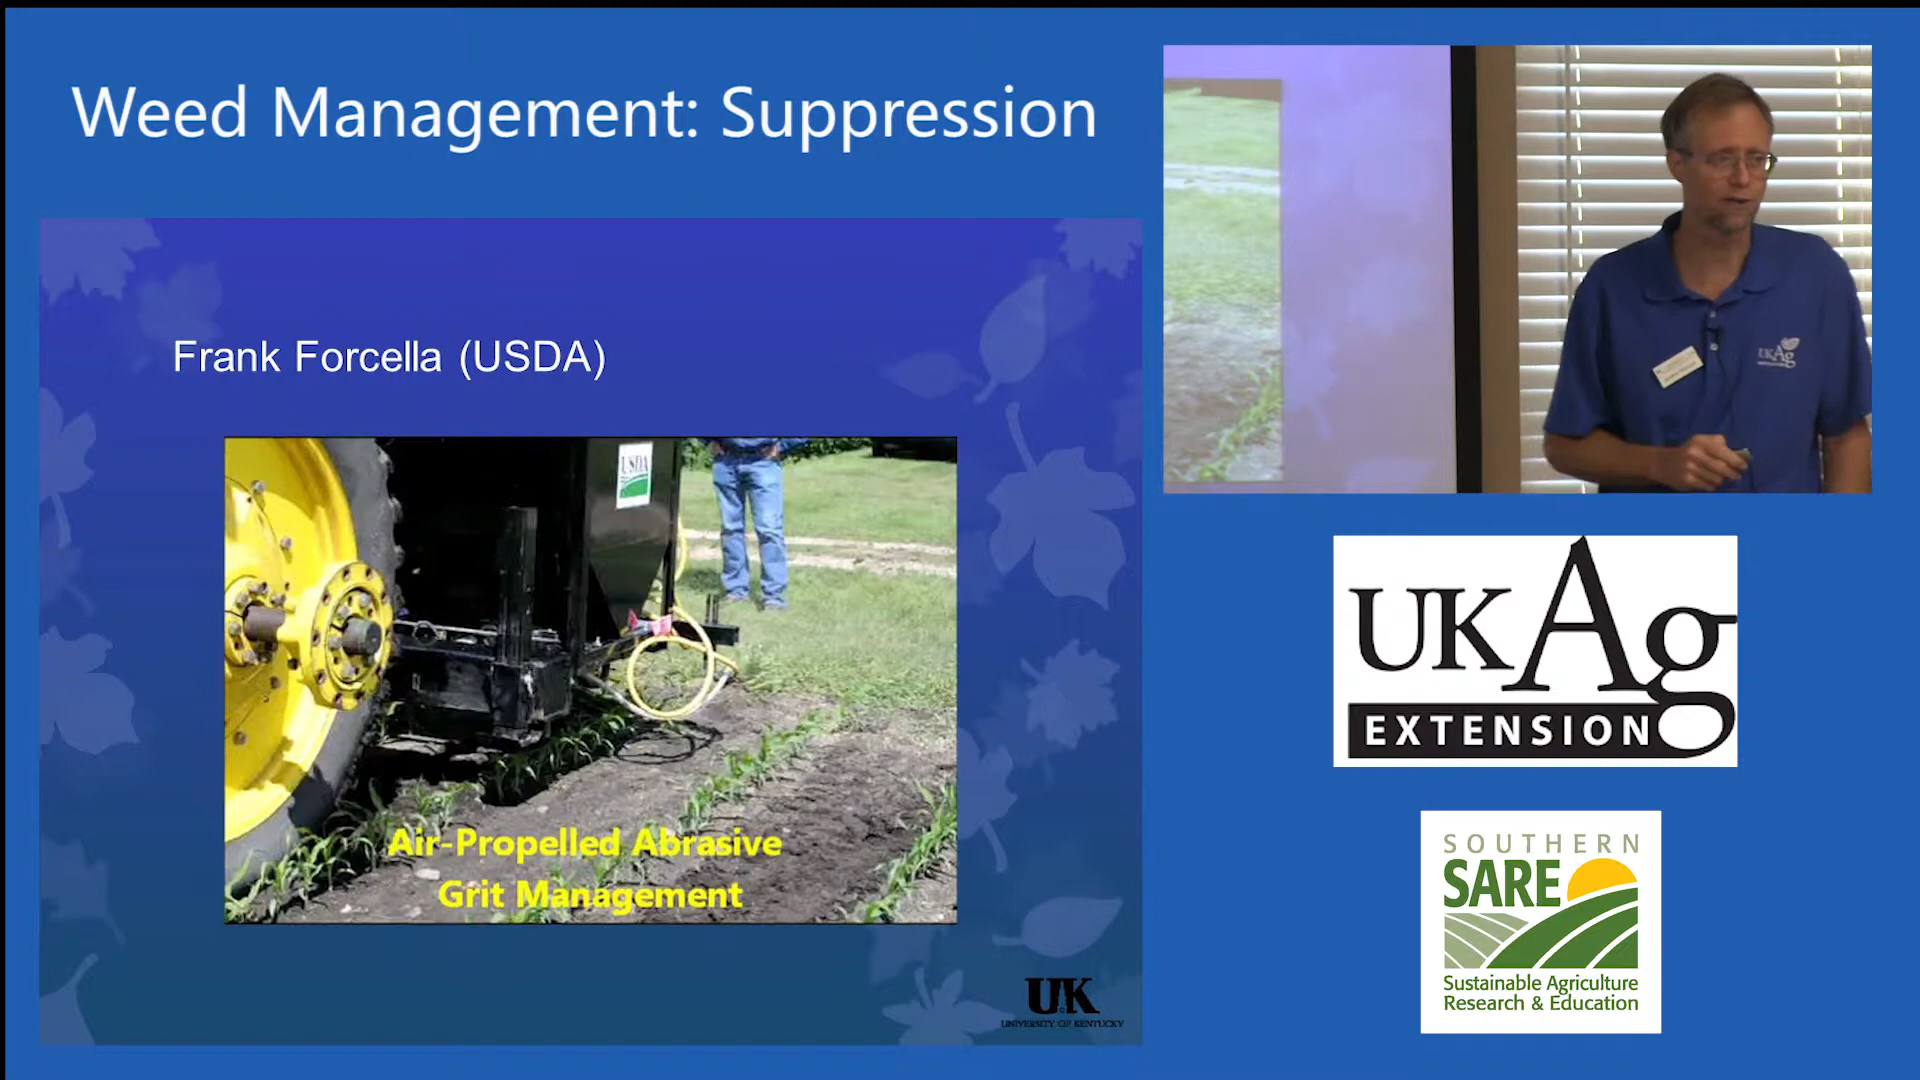 Weed Management: Suppression
Frank Forcella (USDA)
USDA
Air-Propelled Abrasive
Grit Management
UK
UNIVERSITY OF KENTUCKY
UKAg
UKAg
EXTENSION
SOUTHERN
SARE
Sustainable Agriculture
Research & Education